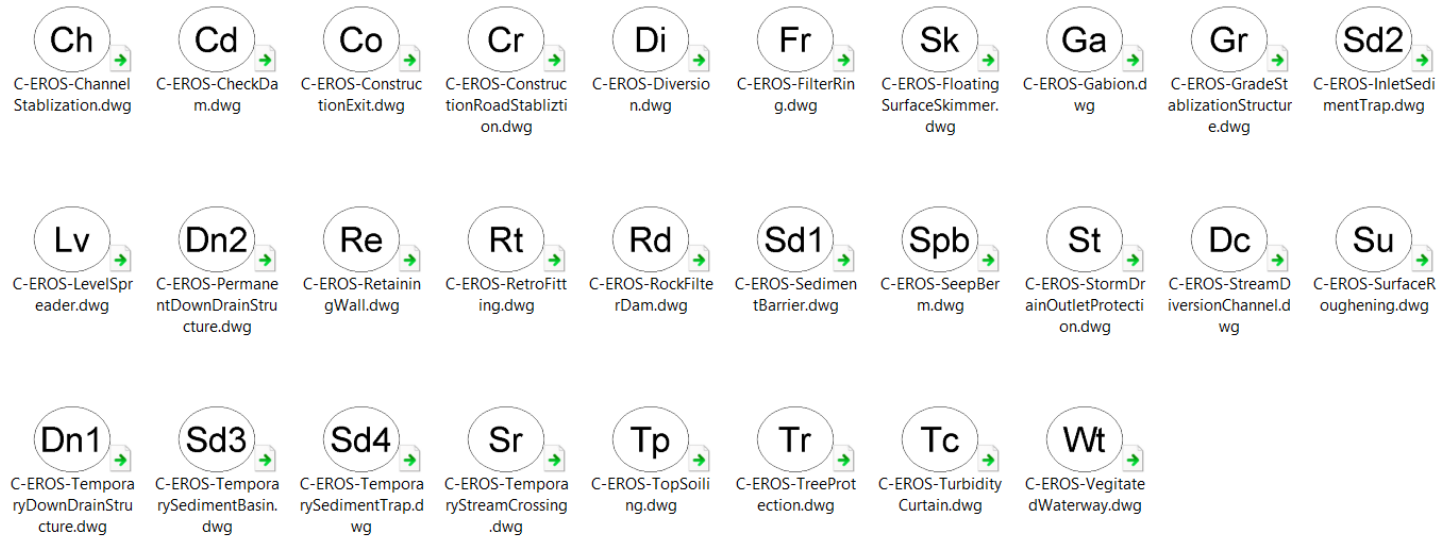 Ch Cd Co Cr Di Fr Sk Ga Gr Sd2
C-EROS-Channel
Stablization.dwg
C-EROS-CheckDa
m.dwg
C-EROS-Construc
tionExit.dwg
C-EROS-Construc
tionRoadStablizti
on.dwg
C-EROS-Diversio
n.dwg
C-EROS-FilterRin
g.dwg
C-EROS-Floating
SurfaceSkimmer.
dwg
C-EROS-Gabion.d
wg
C-EROS-GradeSt
ablizationStructur
e.dwg
C-EROS-InletSedi
mentTrap.dwg
Lv Dn2 Re Rt Rd Sd1 Spb St Dc Su
C-EROS-LevelSpr
eader.dwg
C-EROS-Permane
ntDownDrainStru
cture.dwg
C-EROS-Retainin
gWall.dwg
C-EROS-RetroFitt
ing.dwg
C-EROS-RockFilte
rDam.dwg
C-EROS-Sedimen
tBarrier.dwg
C-EROS-SeepBer
m.dwg
C-EROS-StormDr
ainOutletProtecti
on.dwg
C-EROS-StreamD
iversionChannel.d
wg
C-EROS-SurfaceR
oughening.dwg
Dn1 Sd3 Sd4 Sr Tp Tr Tc Wt
C-EROS-Tempora
ryDownDrainStru
cture.dwg
C-EROS-Tempora
rySedimentBasin.
dwg
C-EROS-Tempora
rySedimentTrap.d
wg
C-EROS-Tempora
ryStreamCrossing
.dwg
C-EROS-TopSoili
ng.dwg
C-EROS-TreeProt
ection.dwg
C-EROS-Turbidity
Curtain.dwg
C-EROS-Vegitate
dWaterway.dwg